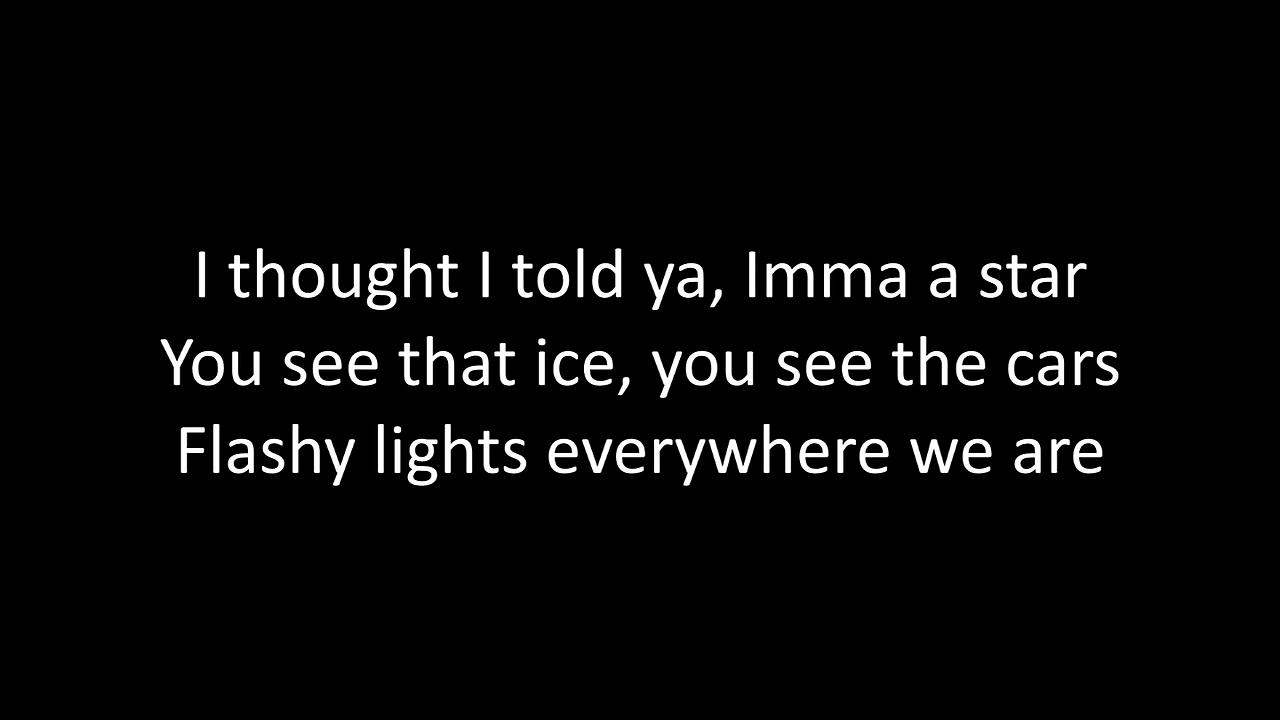 I thought I told ya, Imma a star
You see that ice, you see the cars
Flashy lights everywhere we are